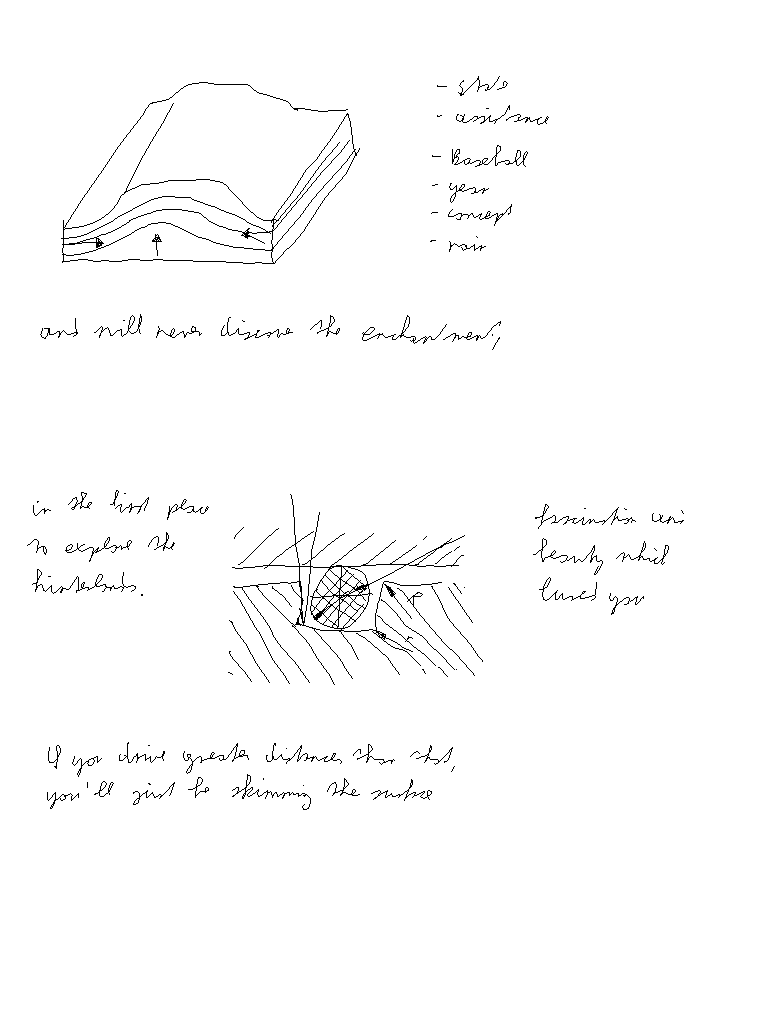 - assistance
- Baseball
- year
- concept
and will never discover the enchantment,
in the first place
to explore the
hinterlands.
r
r
fascination and
beauty which
lured you
If you drive greater distances than that,
you'll just be skimming the surface